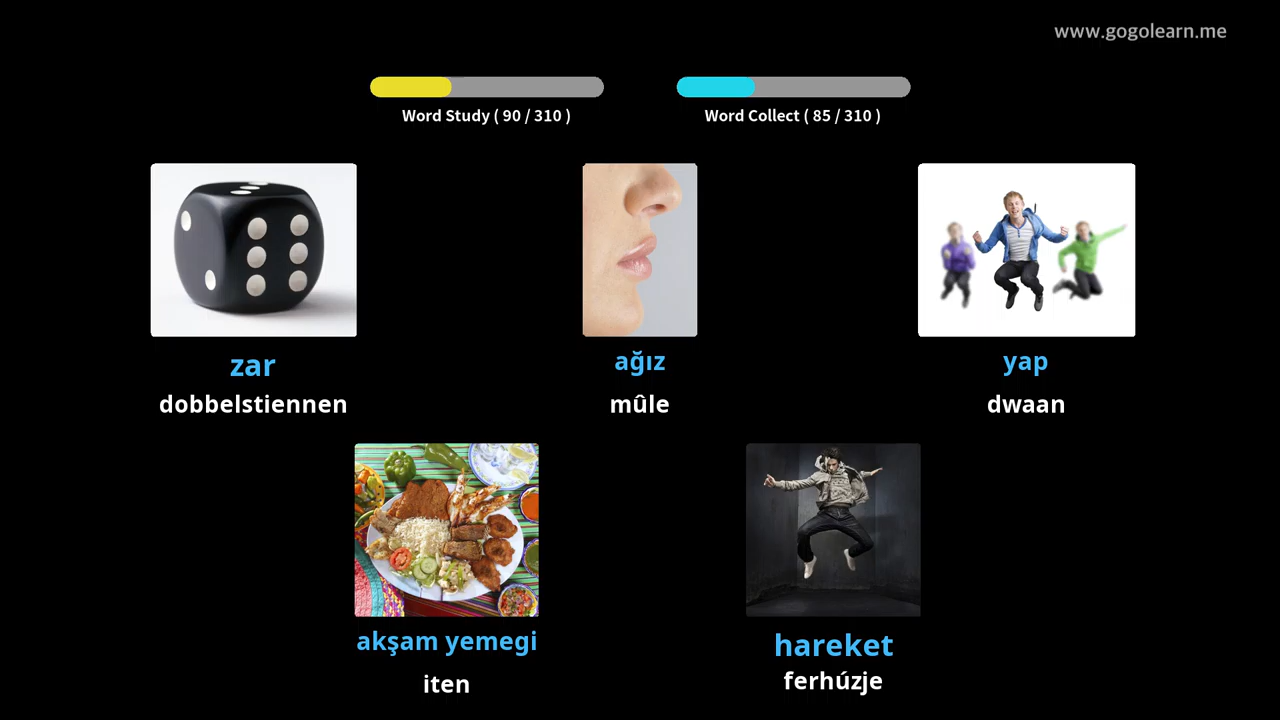 www.gogolearn.me
Word Study ( 90 / 310 )
Word Collect ( 85 / 310 )
zar
dobbelstiennen
ağız
mûle
yap
dwaan
akşam yemegi
iten
hareket
ferhúzje